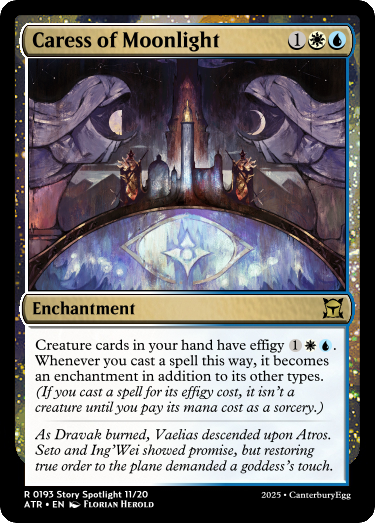 Caress of Moonlight 1
Enchantment
Creature cards in your hand have effigy 1.
Whenever you cast a spell this way, it becomes
an enchantment in addition to its other types.
(If you cast a spell for its effigy cost, it isn’t a
creature until you pay its mana cost as a sorcery.)
As Dravak burned, Vaelias descended upon Atros.
Seto and Ing’Wei showed promise, but restoring
true order to the plane demanded a goddess’s touch.
R 0193 Story Spotlight 11/20
ATR • EN Florian Herold
2025 • CanterburyEgg